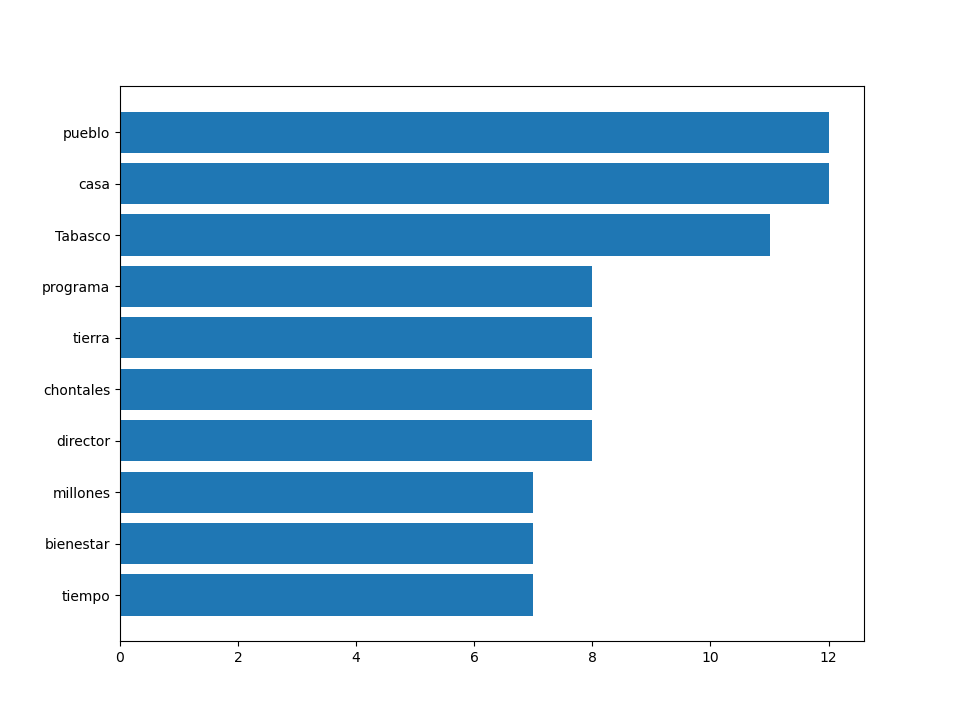 pueblo
casa
Tabasco
programa
tierra
chontales
director
millones
bienestar
tiempo
0 2 4 6 8 10 12